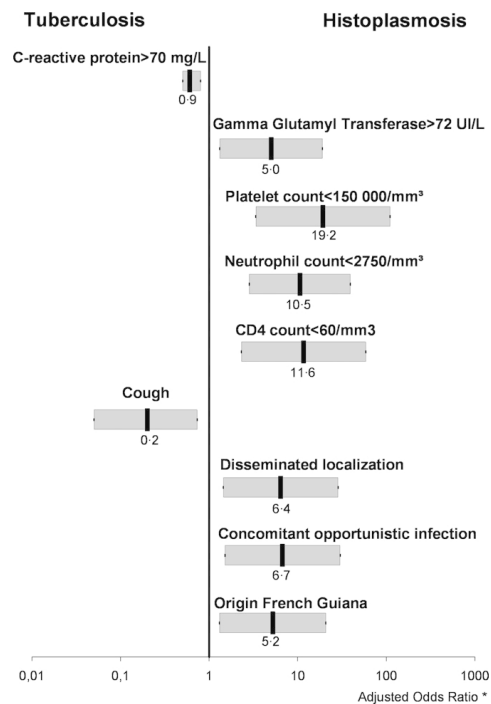 Tuberculosis
Histoplasmosis
C-reactive protein>70 mg/L
0·9
Gamma Glutamyl Transferase>72 UI/L
5·0
Platelet count<150 000/mm³
19·2
Neutrophil count<2750/mm³
10·5
CD4 count<60/mm3
11·6
Cough
0·2
Disseminated localization
6·4
Concomitant opportunistic infection
6·7
Origin French Guiana
5·2
0,01 0,1 1 10 100 1000
Adjusted Odds Ratio *